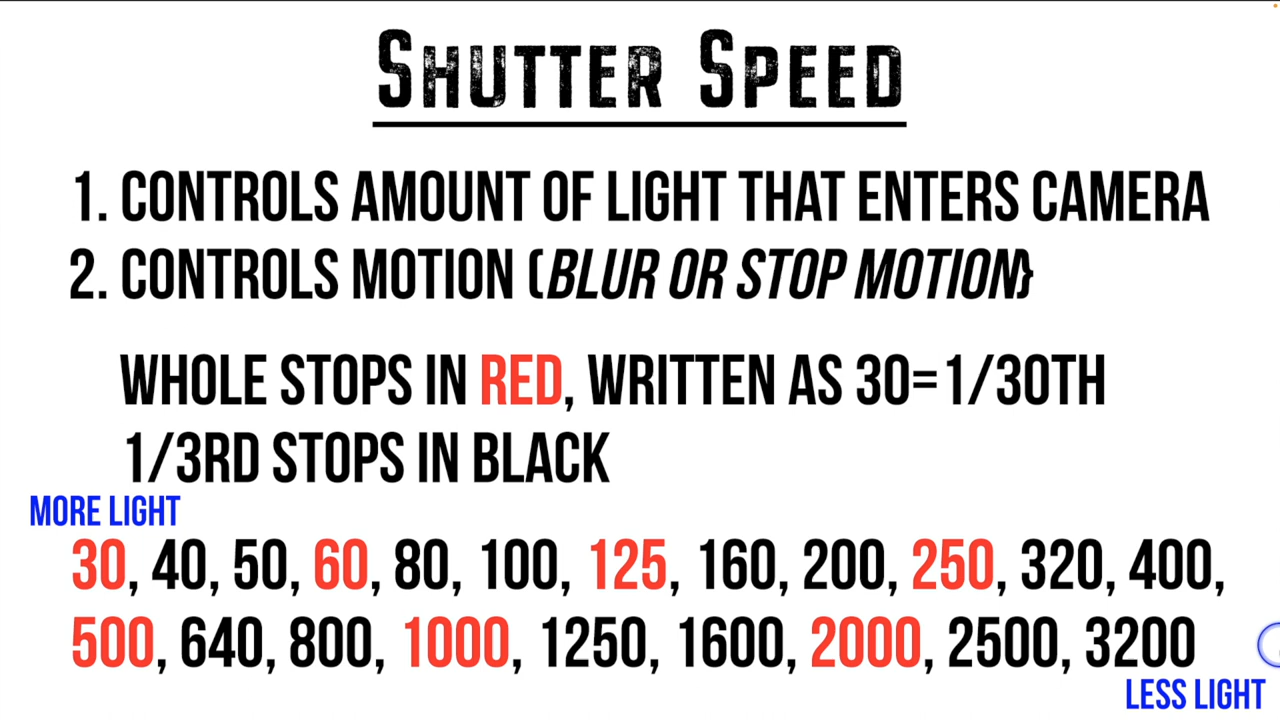 SHUTTER SPEED
1. CONTROLS AMOUNT OF LIGHT THAT ENTERS CAMERA
2. CONTROLS MOTION (BLUR OR STOP MOTION}
WHOLE STOPS IN RED, WRITTEN AS 30=1/30TH
1/3RD STOPS IN BLACK
MORE LIGHT
30, 40, 50, 60, 80, 100, 125, 160, 200, 250, 320, 400,
500, 640, 800, 1000, 1250, 1600, 2000, 2500, 3200
LESS LIGHT